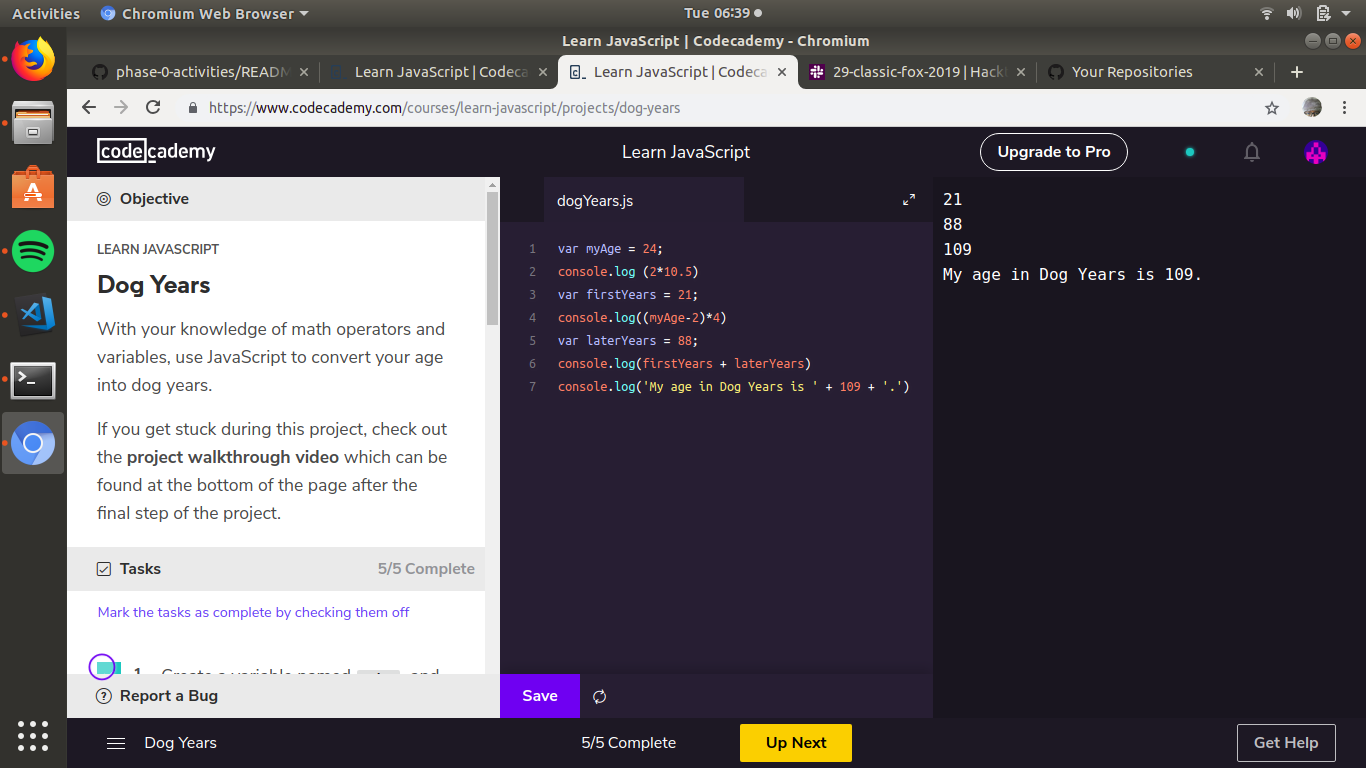 Activities
Chromium Web Browser
Tue 06:39
Learn JavaScript | Codecademy - Chromium
phase-0-activities/READM
Learn JavaScript | Codeca
Learn JavaScript | Codeca
29-classic-fox-2019 | Hack
Your Repositories
https://www.codecademy.com/courses/learn-javascript/projects/dog-years
codecademy
Learn JavaScript
Upgrade to Pro
Objective
LEARN JAVASCRIPT
Dog Years
With your knowledge of math operators and
variables, use JavaScript to convert your age
into dog years.
If you get stuck during this project, check out
the project walkthrough video which can be
found at the bottom of the page after the
final step of the project.
Tasks
5/5 Complete
Mark the tasks as complete by checking them off
1. Create a variable named and
Report a Bug
dogYears.js
1 var myAge = 24;
2 console.log (2*10.5)
3 var firstYears = 21;
4 console.log((myAge-2)*4)
5 var laterYears = 88;
6 console.log(firstYears + laterYears)
7 console.log('My age in Dog Years is ' + 109 + '.')
Save
21
88
109
My age in Dog Years is 109.
Dog Years
5/5 Complete
Up Next
Get Help